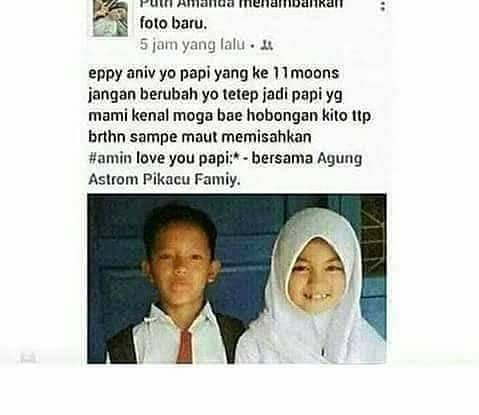 Putri Amanda menambahkan
foto baru.
5 jam yang lalu •
eppy aniv yo papi yang ke 11moons
jangan berubah yo tetep jadi papi yg
mami kenal moga bae hobongan kito ttp
brthn sampe maut memisahkan
#amin love you papi:* - bersama Agung
Astrom Pikacu Famiy.